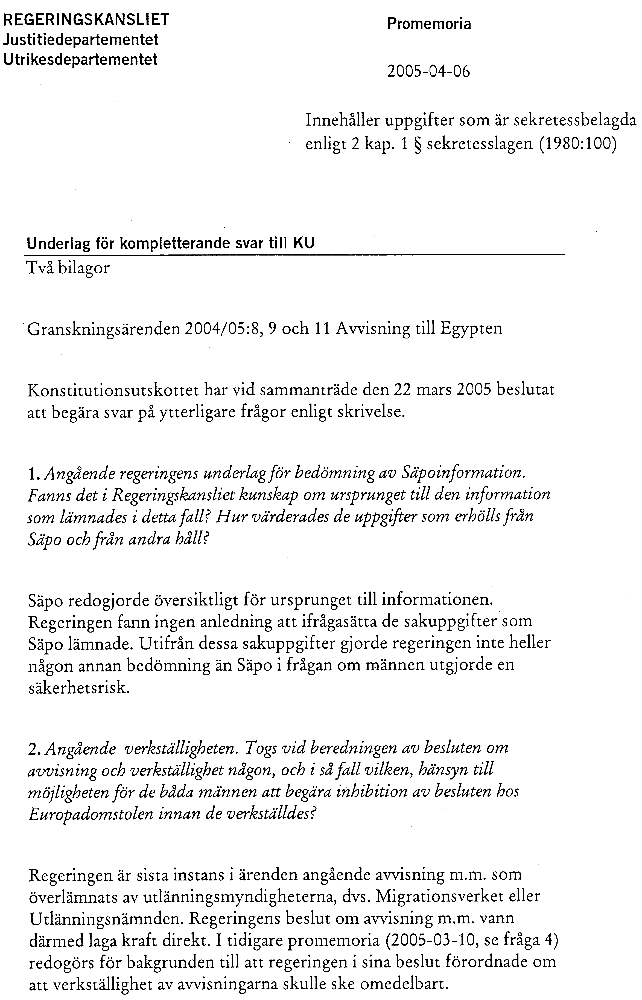 REGERINGSKANSLIET
Justitiedepartementet
Utrikesdepartementet
Promemoria
2005-04-06
Innehåller uppgifter som är sekretessbelagda
enligt 2 kap. 1 § sekretesslagen (1980:100)
Underlag för kompletterande svar till KU
Två bilagor
Granskningsärenden 2004/05:8, 9 och 11 Avvisning till Egypten
Konstitutionsutskottet har vid sammanträde den 22 mars 2005 beslutat
att begära svar på ytterligare frågor enligt skrivelse.
1. Angående regeringens underlag för bedömning av Säpoinformation.
Fanns det i Regeringskansliet kunskap om ursprunget till den information
som lämnades i detta fall? Hur värderades de uppgifter som erhölls från
Säpo och från andra håll?
Säpo redogjorde översiktligt för ursprunget till informationen.
Regeringen fann ingen anledning att ifrågasätta de sakuppgifter som
Säpo lämnade. Utifrån dessa sakuppgifter gjorde regeringen inte heller
någon annan bedömning än Säpo i frågan om männen utgjorde en
säkerhetsrisk.
2. Angående verkställigheten. Togs vid beredningen av besluten om
avvisning och verkställighet någon, och i så fall vilken, hänsyn till
möjligheten för de båda männen att begära inhibition av besluten hos
Europadomstolen innan de verkställdes?
Regeringen är sista instans i ärenden angående avvisning m.m. som
överlämnats av utlänningsmyndigheterna, dvs. Migrationsverket eller
Utlänningsnämnden. Regeringens beslut om avvisning m.m. vann
därmed laga kraft direkt. I tidigare promemoria (2005-03-10, se fråga 4)
redogörs för bakgrunden till att regeringen i sina beslut förordnade om
att verkställighet av avvisningarna skulle ske omedelbart.